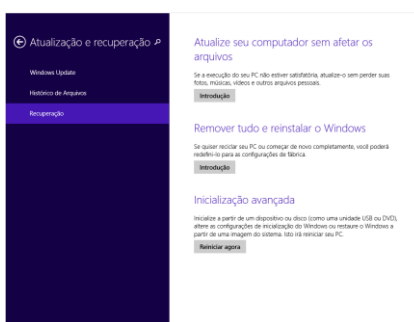 Atualização e recuperação
Windows Update
Histórico de Arquivos
Recuperação
Atualize seu computador sem afetar os
arquivos
Se a execução do seu PC não estiver satisfatória, atualize-o sem perder suas
fotos, músicas, vídeos e outros arquivos pessoais.
Introdução
Remover tudo e reinstalar o Windows
Se quiser reciclar seu PC ou começar de novo completamente, você poderá
redefini-lo para as configurações de fábrica.
Introdução
Inicialização avançada
Inicialize a partir de um dispositivo ou disco (como uma unidade USB ou DVD),
altere as configurações de inicialização do Windows ou restaure o Windows a
partir de uma imagem do sistema. Isto irá reiniciar seu PC.
Reiniciar agora